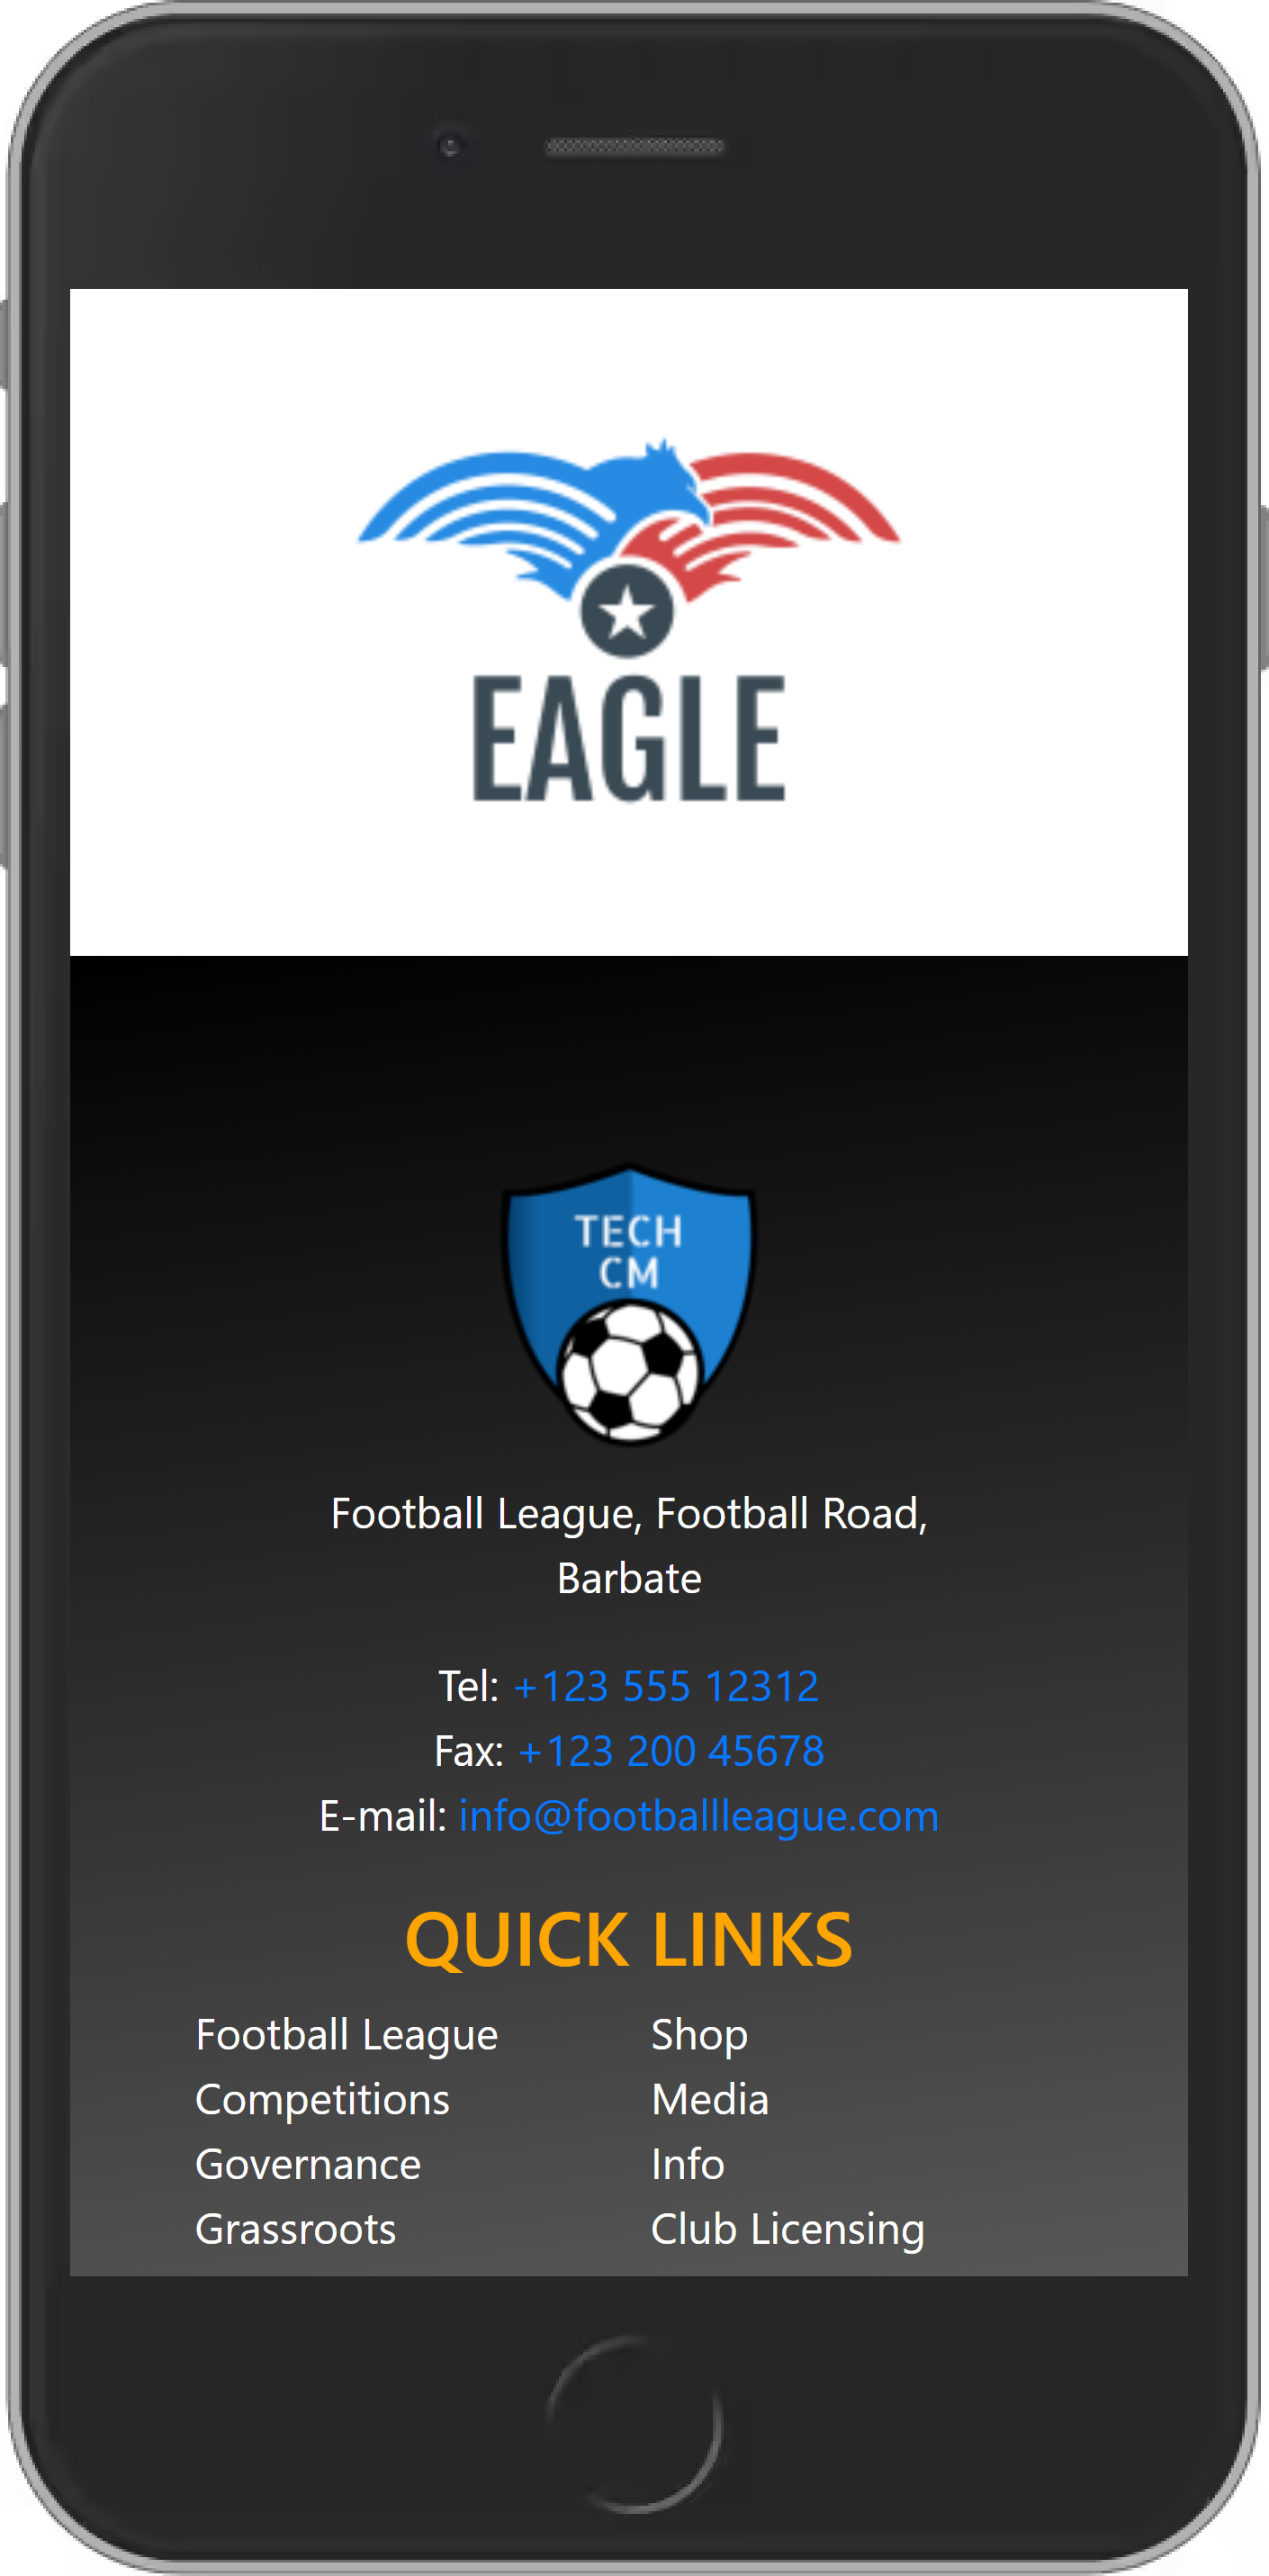 EAGLE
TECH
CM
Football League, Football Road,
Barbate
Tel: +123 555 12312
Fax: +123 200 45678
E-mail: info@footballleague.com
QUICK LINKS
Football League
Competitions
Governance
Grassroots
Shop
Media
Info
Club Licensing